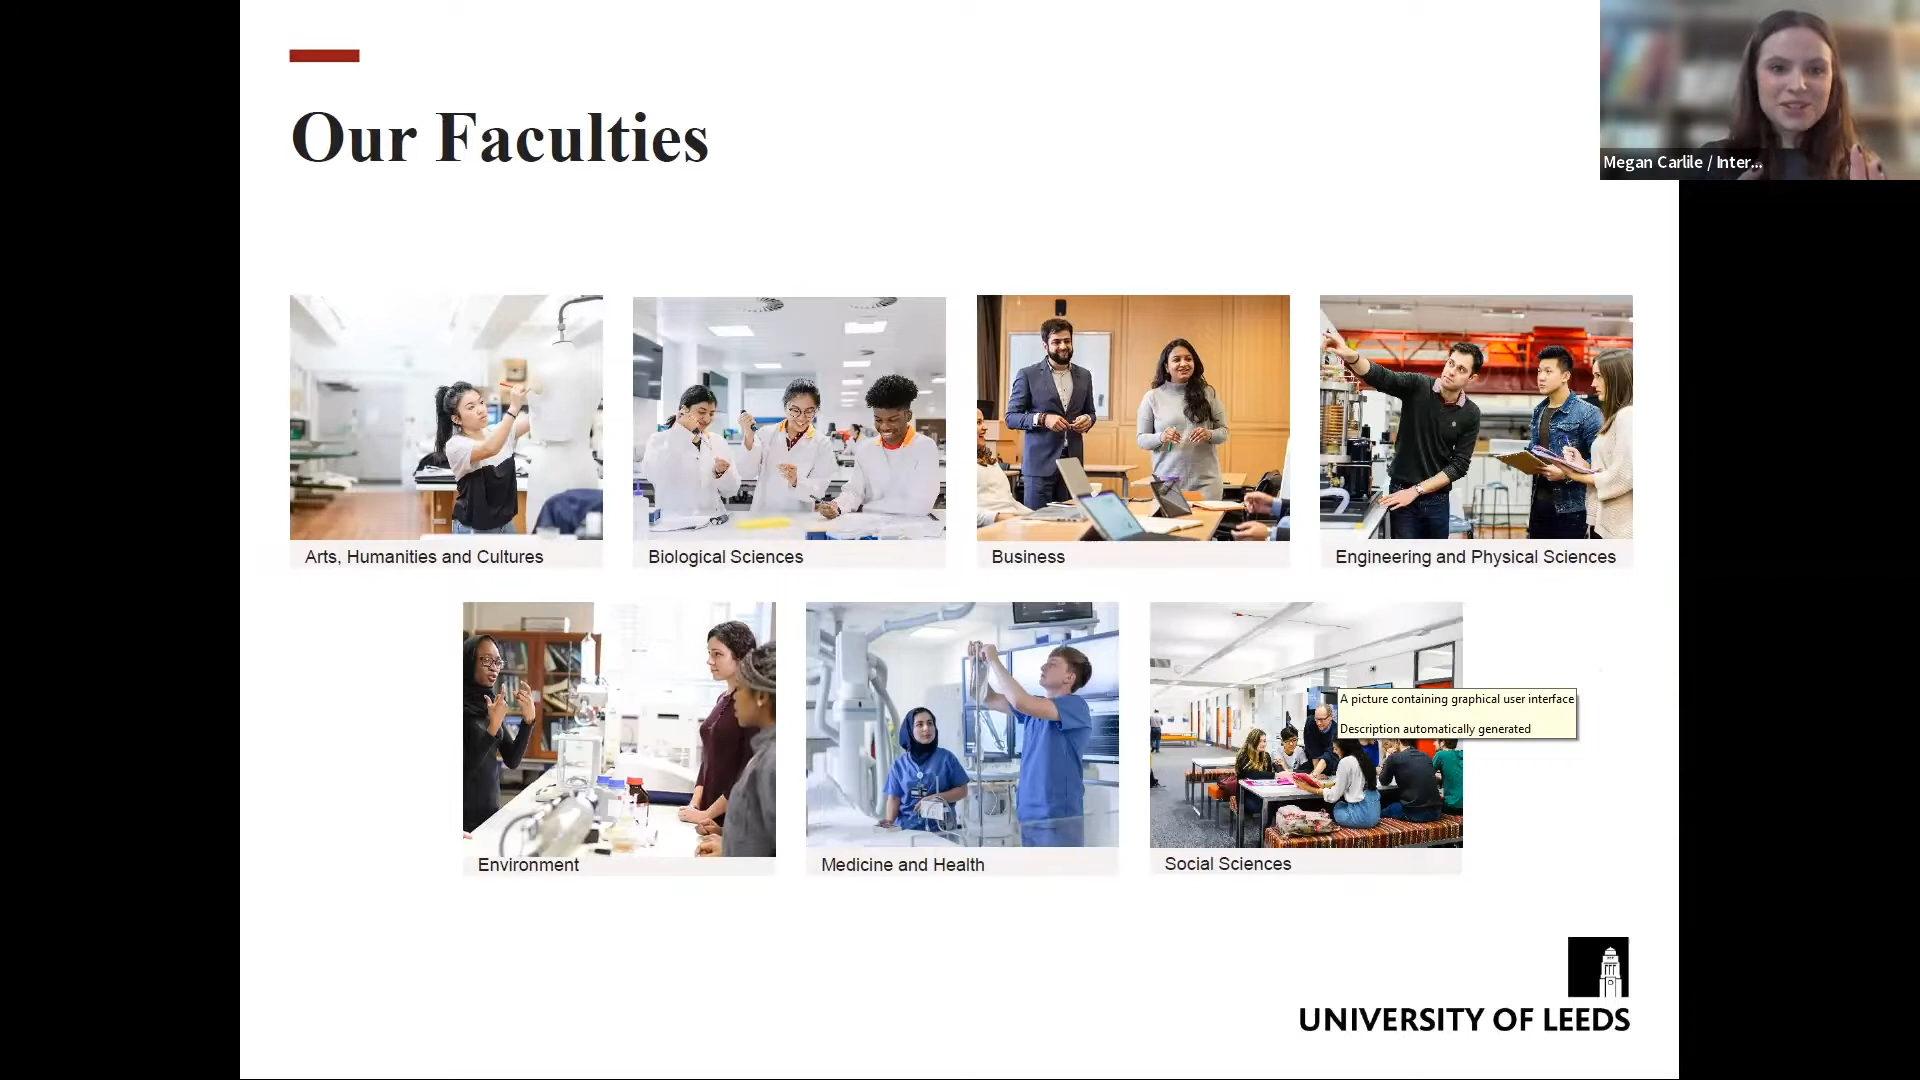 Our Faculties
Megan Carlile / Inter...
Arts, Humanities and Cultures
Biological Sciences
Business
Engineering and Physical Sciences
A picture containing graphical user interface
Description automatically generated
Environment
Medicine and Health
Social Sciences
UNIVERSITY OF LEEDS